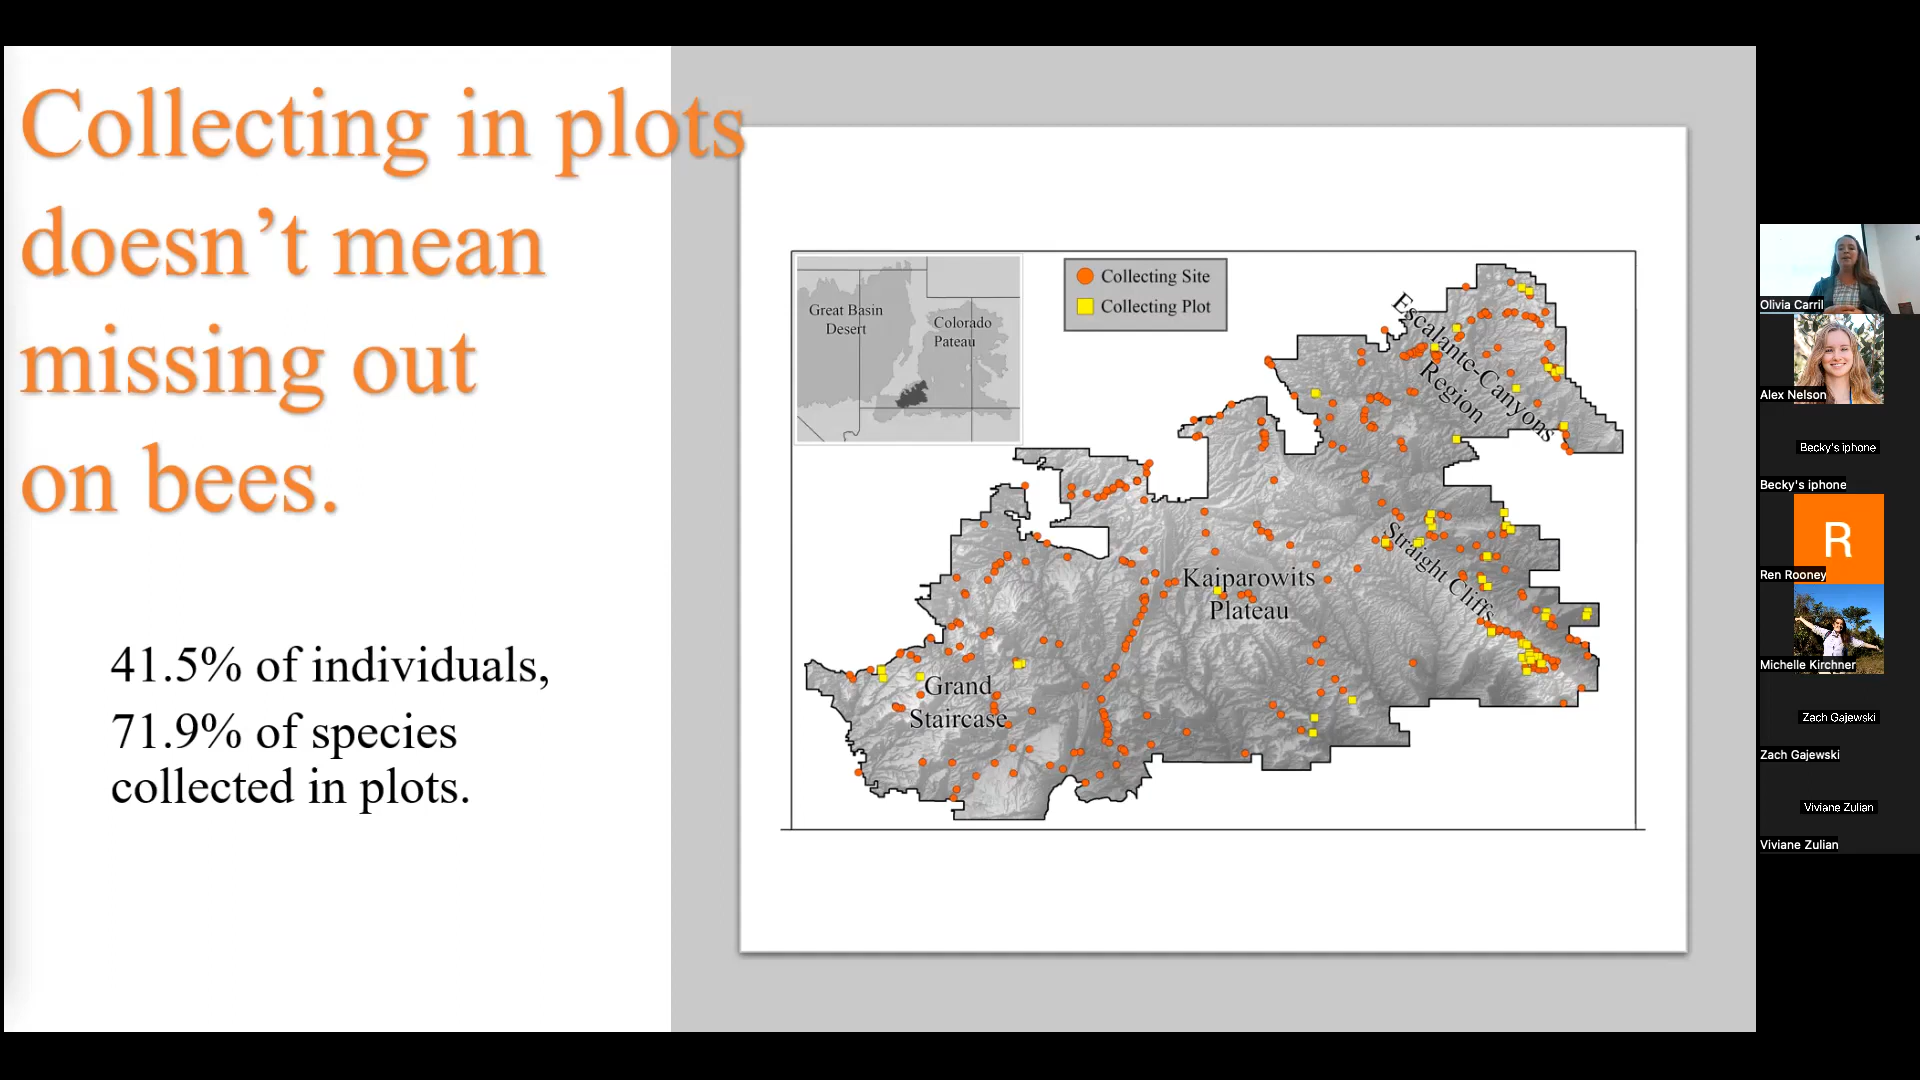 Collecting in plots
doesn’t mean
missing out
on bees.
41.5% of individuals,
71.9% of species
collected in plots.
Great Basin
Desert
Colorado
Pateau
Collecting Site
Collecting Plot
Escalante-Canyons
Region
Straight Cliffs
Kaiparowits
Plateau
Grand
Staircase
Olivia Carril
Alex Nelson
Becky's iphone
Becky's iphone
R
Ren Rooney
Michelle Kirchner
Zach Gajewski
Zach Gajewski
Viviane Zulian
Viviane Zulian